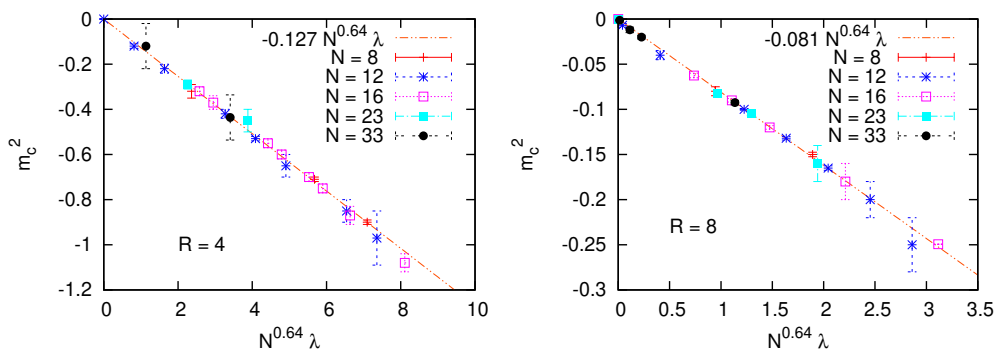 0
-0.2
-0.4
-0.6
-0.8
-1
-1.2
m_c^2
0 2 4 6 8 10
N^0.64 λ
R = 4
-0.127 N^0.64 λ
N = 8
N = 12
N = 16
N = 23
N = 33
0
-0.05
-0.1
-0.15
-0.2
-0.25
-0.3
m_c^2
0 0.5 1 1.5 2 2.5 3 3.5
N^0.64 λ
R = 8
-0.081 N^0.64 λ
N = 8
N = 12
N = 16
N = 23
N = 33